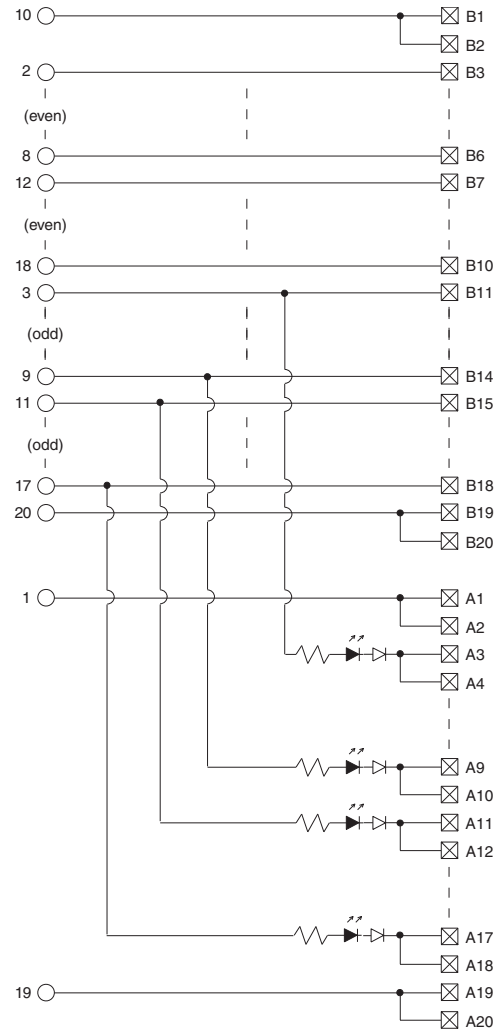 10 B1
B2
2 B3
(even)
8 B6
12 B7
(even)
18 B10
3 B11
(odd)
9 B14
11 B15
(odd)
17 B18
20 B19
B20
1 A1
A2
A3
A4
A9
A10
A11
A12
A17
A18
19 A19
A20